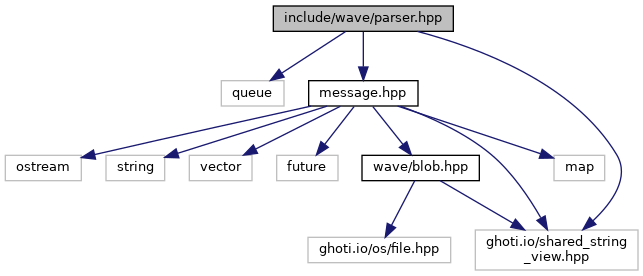 include/wave/parser.hpp
queue
message.hpp
ostream
string
vector
future
wave/blob.hpp
map
ghoti.io/os/file.hpp
ghoti.io/shared_string
_view.hpp